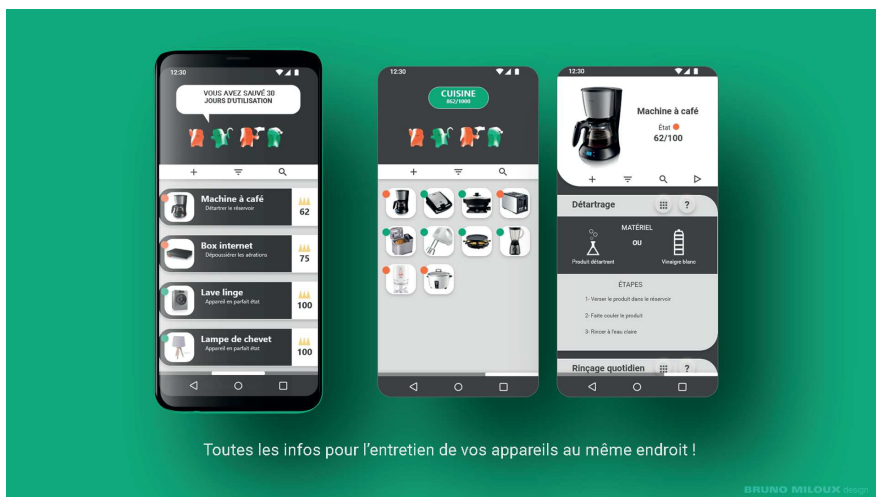 12:30
VOUS AVEZ SAUVÉ 30
JOURS D'UTILISATION
Machine à café
Détartrer le réservoir
62
Box internet
Dépoussiérer les aérations
75
Lave linge
Appareil en parfait état
100
Lampe de chevet
Appareil en parfait état
100
12:30
CUISINE
862/1000
12:30
Machine à café
État
62/100
Détartrage
?
MATÉRIEL
OU
Produit détartrent
Vinaigre blanc
ÉTAPES
1- Verser le produit dans le réservoir
2- Faite couler le produit
3- Rincer à l'eau claire
Rinçage quotidien
?
Toutes les infos pour l'entretien de vos appareils au même endroit !
BRUNO MILOUX design